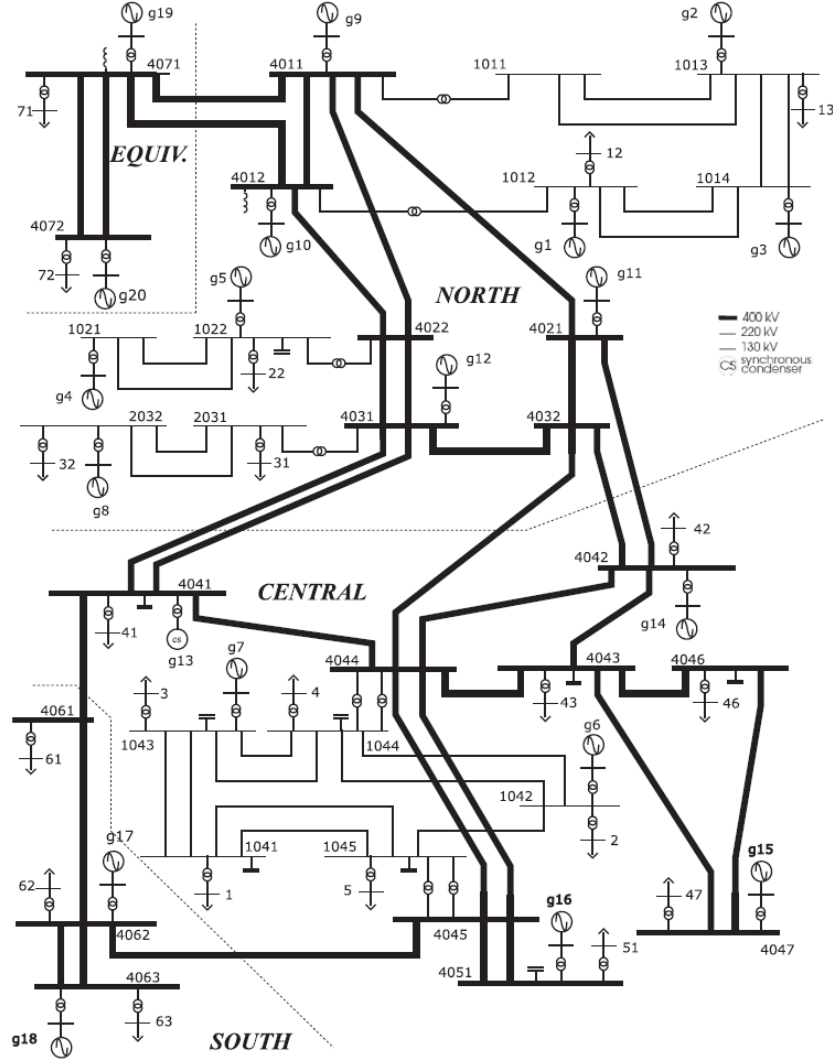 g19 g9 g2
4071 4011 1011 1013
71 13
EQUIV.
12
4012 1012 1014
4072
g10 g1 g3
72 g20 g5
NORTH g11
1021 1022 4022 4021
400 kV
220 kV
130 kV
CS synchronous
condenser
22 g12
g4
2032 2031 4031 4032
32 31
g8
42
4041 4042
CENTRAL
41 cs
g13 g14
g7 4044 4043 4046
3 4 43 46
4061
1043 1044 g6
61
1042
g17 1041 1045 2
g15
62 1 5 47
g16
4062 4045 51 4047
4063 4051
g18 63
SOUTH